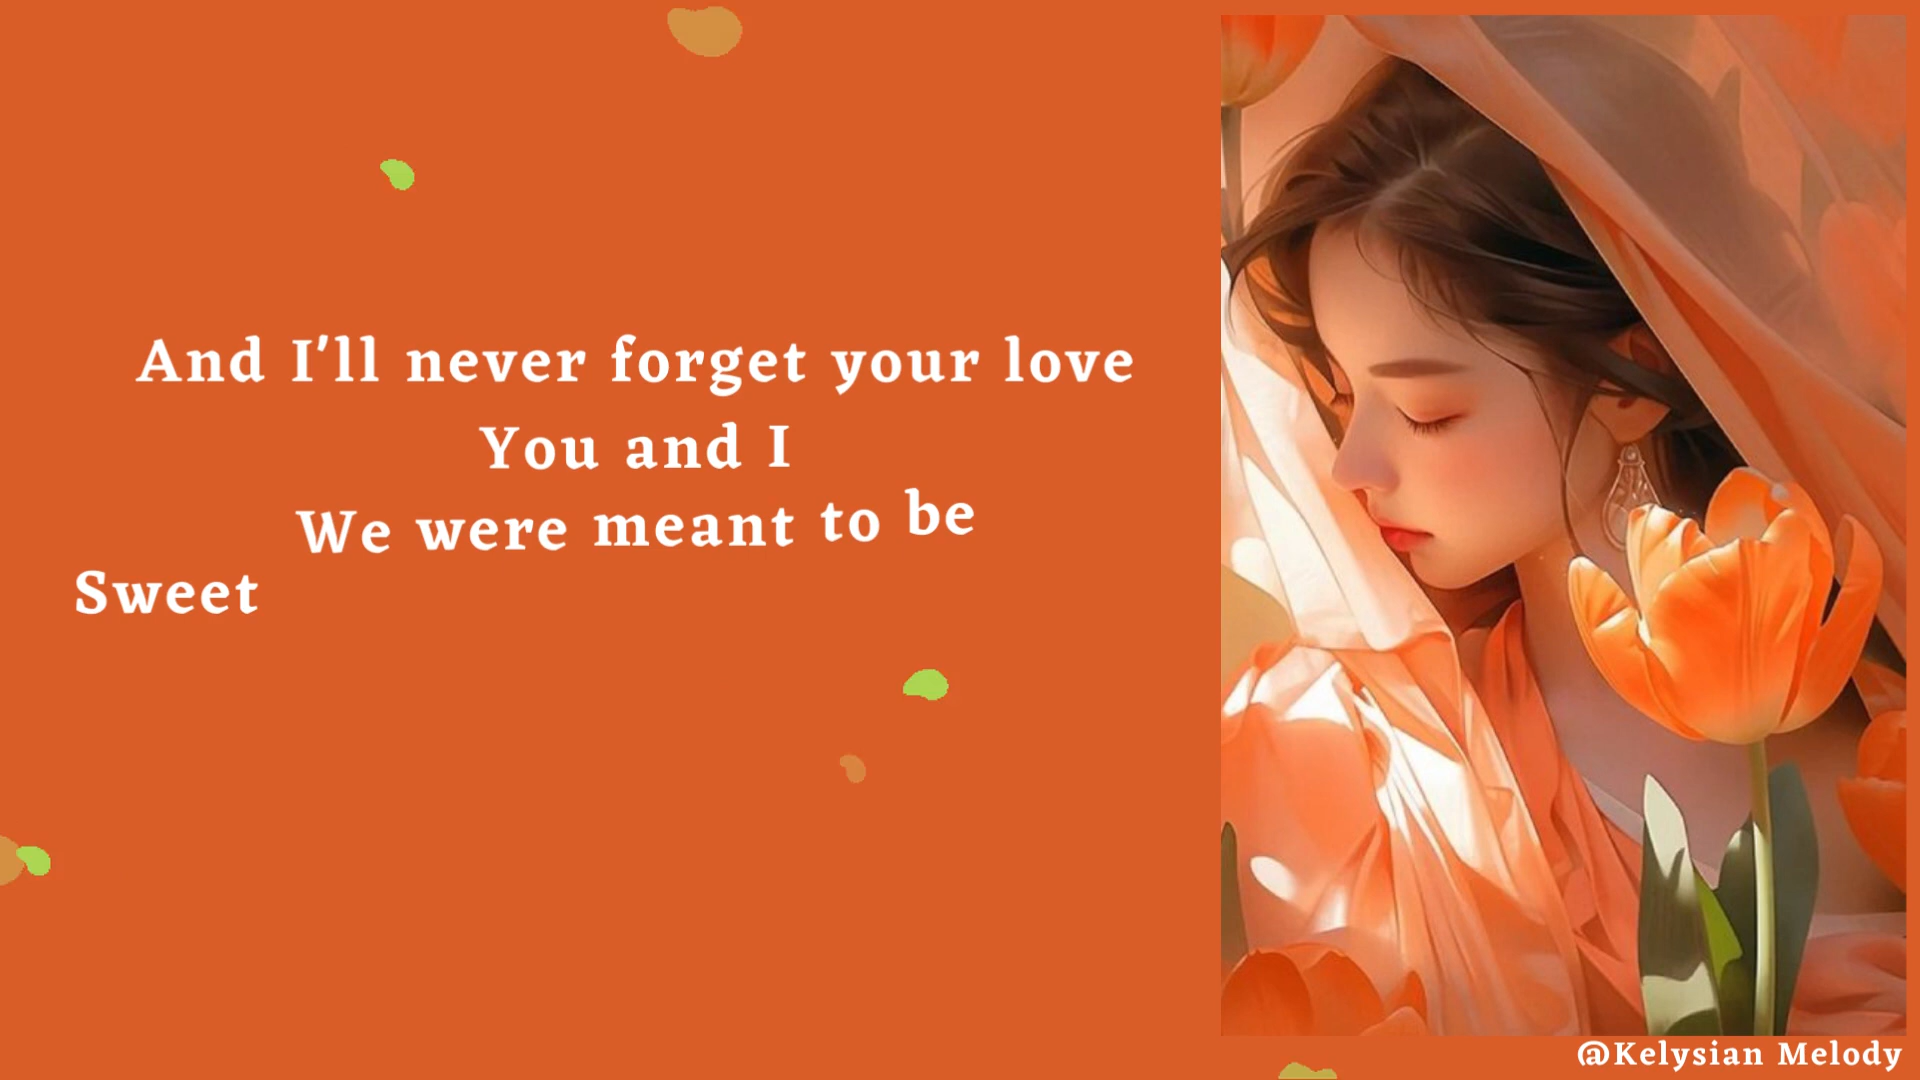 And I'll never forget your love
You and I
We were meant to be
Sweet
@Kelysian Melody